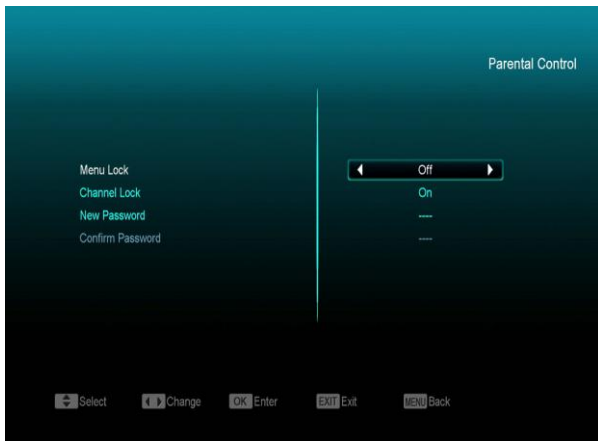 Parental Control
Menu Lock Off
Channel Lock On
New Password ----
Confirm Password ----
Select Change OK Enter EXIT Exit MENU Back